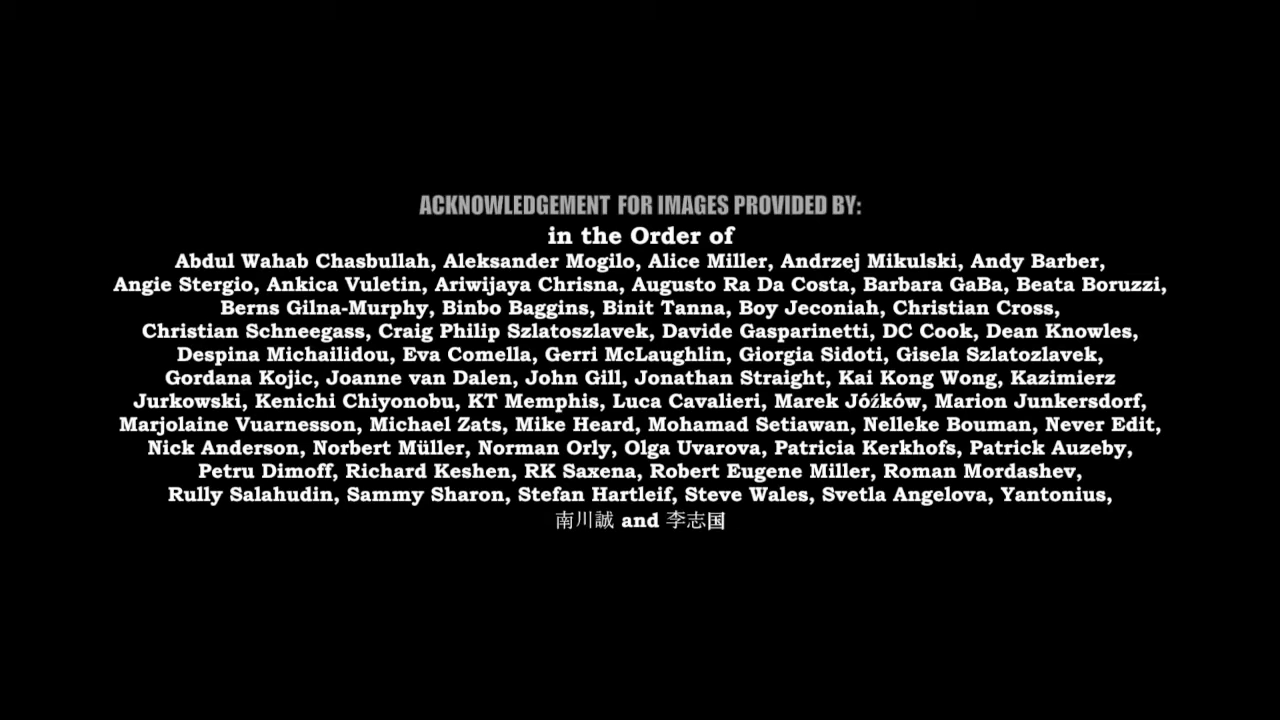 ACKNOWLEDGEMENT FOR IMAGES PROVIDED BY:
in the Order of
Abdul Wahab Chasbullah, Aleksander Mogilo, Alice Miller, Andrzej Mikulski, Andy Barber,
Angie Stergio, Ankica Vuletin, Ariwijaya Chrisna, Augusto Ra Da Costa, Barbara GaBa, Beata Boruzzi,
Berns Gilna-Murphy, Binbo Baggins, Binit Tanna, Boy Jeconiah, Christian Cross,
Christian Schneegass, Craig Philip Szlatoszlavek, Davide Gasparinetti, DC Cook, Dean Knowles,
Despina Michailidou, Eva Comella, Gerri McLaughlin, Giorgia Sidoti, Gisela Szlatozlavek,
Gordana Kojic, Joanne van Dalen, John Gill, Jonathan Straight, Kai Kong Wong, Kazimierz
Jurkowski, Kenichi Chiyonobu, KT Memphis, Luca Cavalieri, Marek Jóźków, Marion Junkersdorf,
Marjolaine Vuarnesson, Michael Zats, Mike Heard, Mohamad Setiawan, Nelleke Bouman, Never Edit,
Nick Anderson, Norbert Müller, Norman Orly, Olga Uvarova, Patricia Kerkhofs, Patrick Auzeby,
Petru Dimoff, Richard Keshen, RK Saxena, Robert Eugene Miller, Roman Mordashev,
Rully Salahudin, Sammy Sharon, Stefan Hartleif, Steve Wales, Svetla Angelova, Yantonius,
南川誠 and 李志国